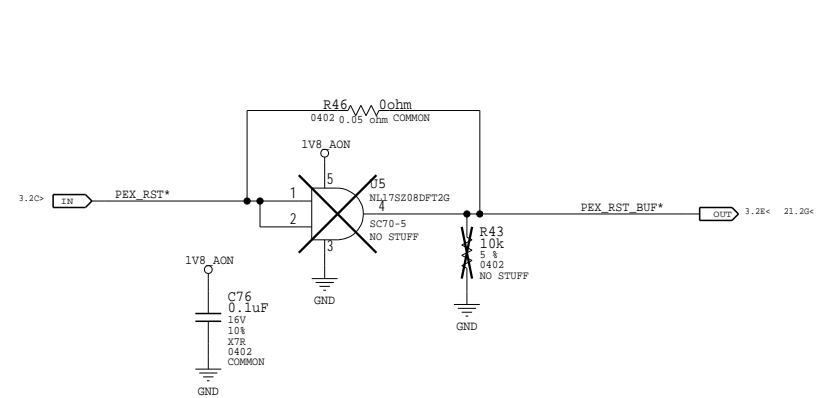 R46 0ohm
0402 0.05 ohm COMMON
1V8_AON
5
U5
3.2C> IN PEX_RST* 1 NL17SZ08DFT2G
4
2 SC70-5
NO STUFF
PEX_RST_BUF* OUT 3.2E< 21.2G<
3
GND
R43
10k
5 %
0402
NO STUFF
GND
1V8_AON
C76
0.1uF
16V
10%
X7R
0402
COMMON
GND